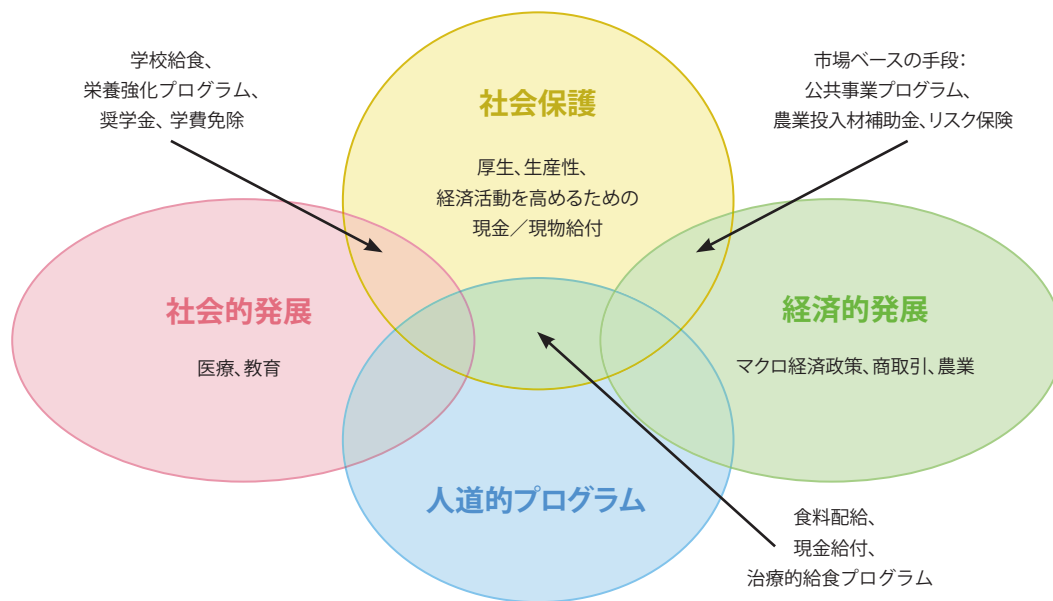 学校給食、
栄養強化プログラム、
奨学金、学費免除
市場ベースの手段：
公共事業プログラム、
農業投入材補助金、リスク保険
社会保護
厚生、生産性、
経済活動を高めるための
現金／現物給付
社会的発展
医療、教育
経済的発展
マクロ経済政策、商取引、農業
人道的プログラム
食料配給、
現金給付、
治療的給食プログラム